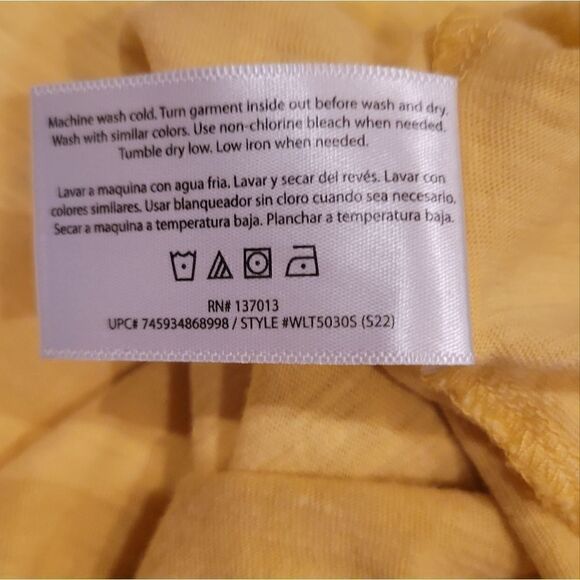 Machine wash cold. Turn garment inside out before wash and dry.
Wash with similar colors. Use non-chlorine bleach when needed.
Tumble dry low. Low iron when needed.
Lavar a maquina con agua fria. Lavar y secar del revés. Lavar con
colores similares. Usar blanqueador sin cloro cuando sea necesario.
Secar a maquina a temperatura baja. Planchar a temperatura baja.
RN# 137013
UPC# 745934868998 / STYLE #WLT5030S (S22)